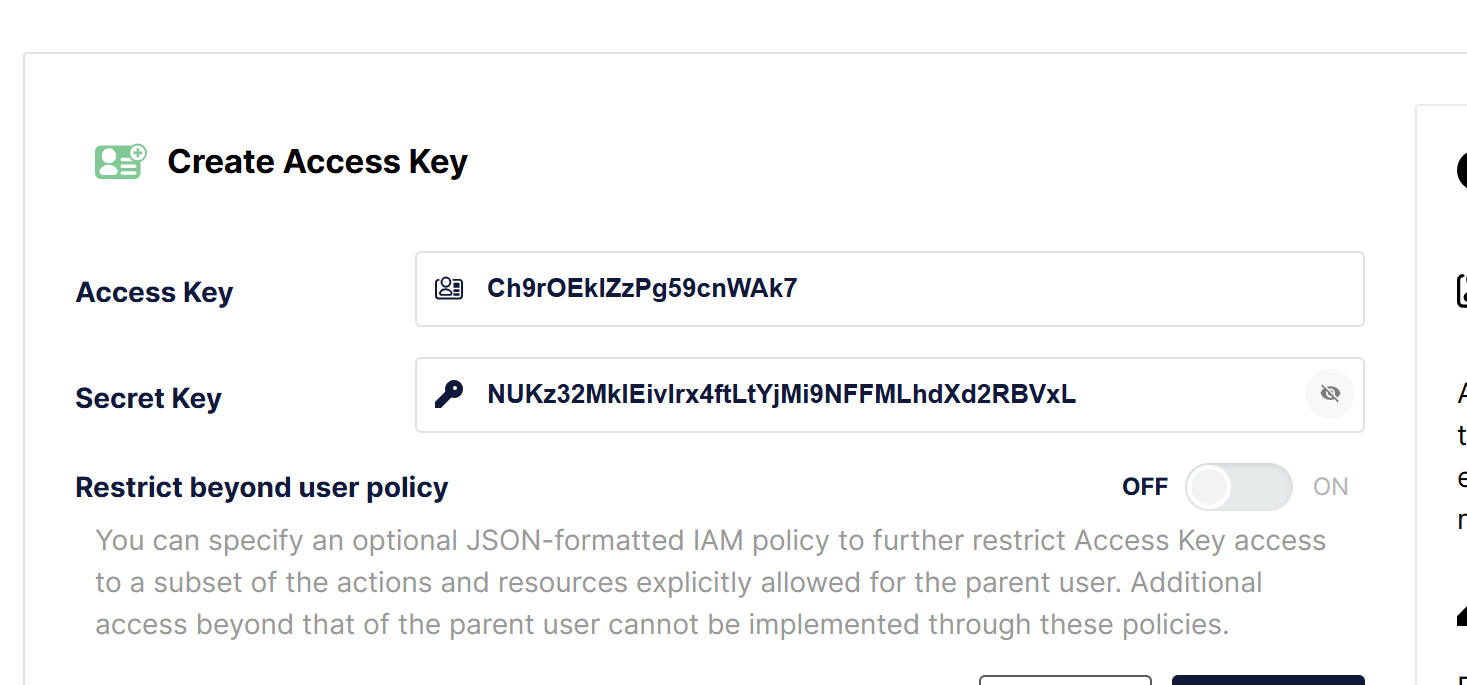 Create Access Key
Access Key
Ch9rOEklZzPg59cnWAk7
Secret Key
NUKz32MklEivIrx4ftLtYjMi9NFFMLhdXd2RBVxL
Restrict beyond user policy
OFF
ON
You can specify an optional JSON-formatted IAM policy to further restrict Access Key access
to a subset of the actions and resources explicitly allowed for the parent user. Additional
access beyond that of the parent user cannot be implemented through these policies.